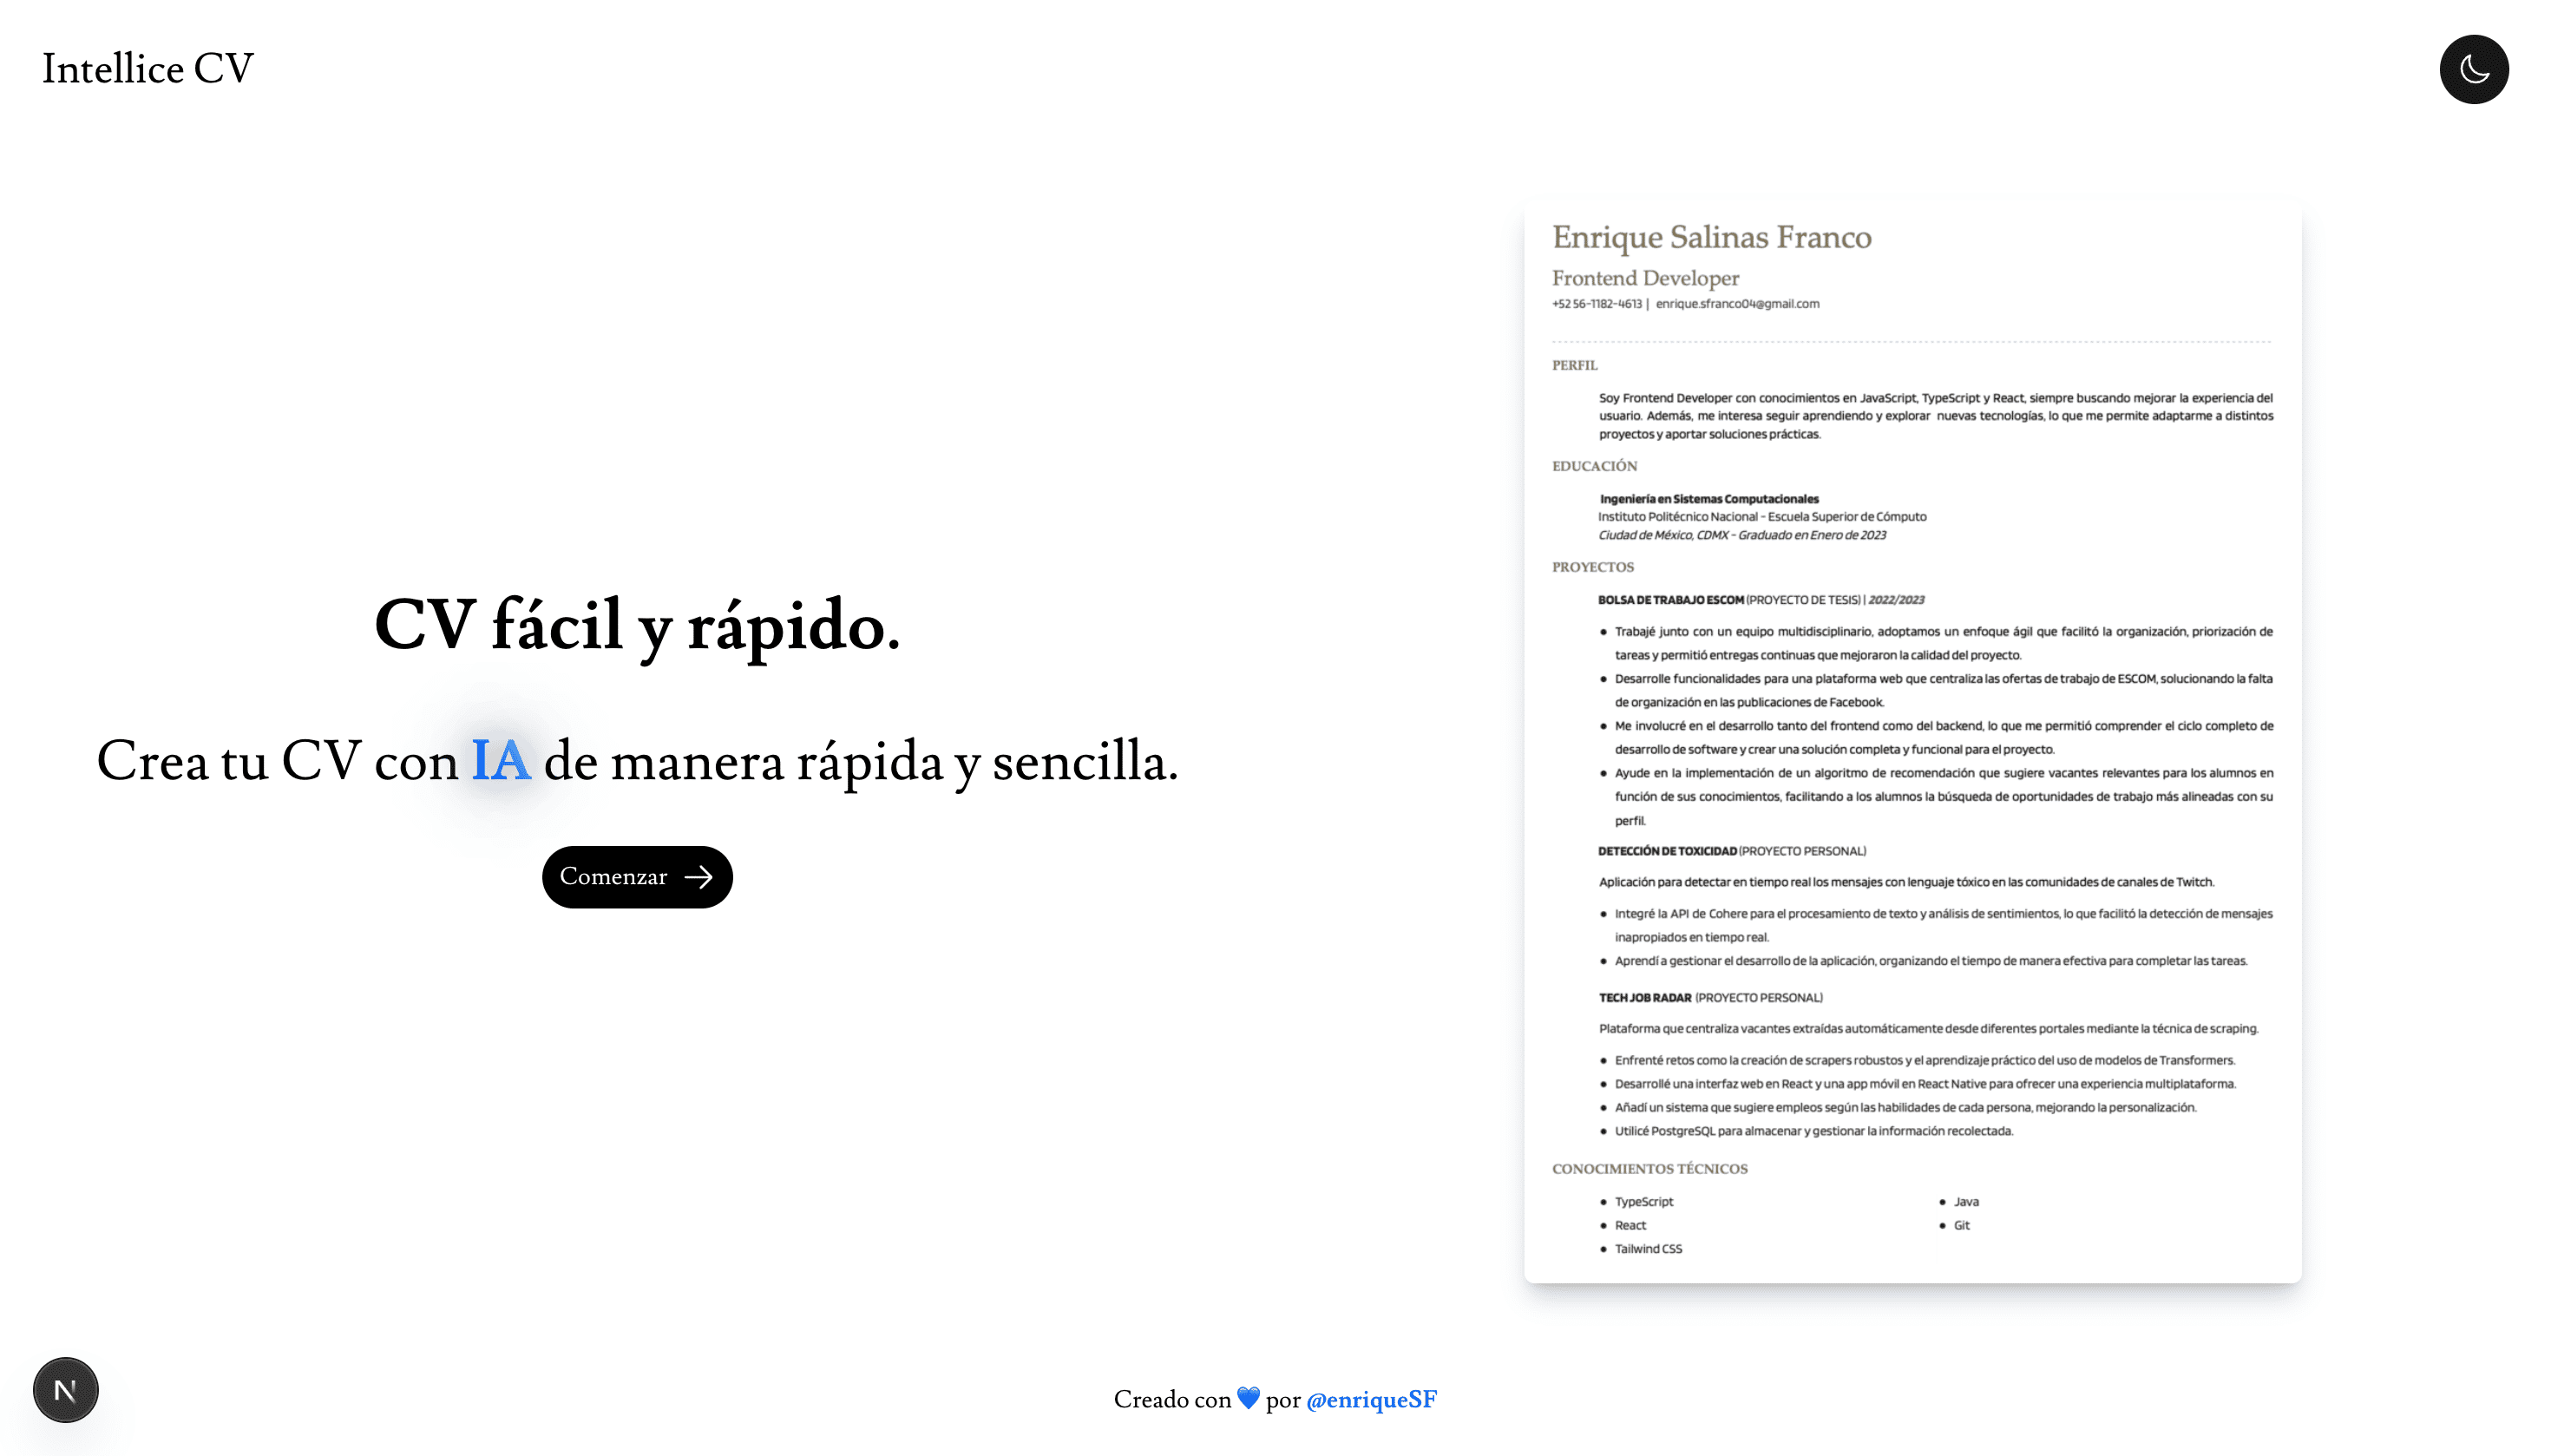 Intellice CV
CV fácil y rápido.
Crea tu CV con IA de manera rápida y sencilla.
Comenzar
Enrique Salinas Franco
Frontend Developer
+52 56-1182-4613 | enrique.sfranco04@gmail.com
PERFIL
Soy Frontend Developer con conocimientos en JavaScript, TypeScript y React, siempre buscando mejorar la experiencia del
usuario. Además, me interesa seguir aprendiendo y explorar nuevas tecnologías, lo que me permite adaptarme a distintos
proyectos y aportar soluciones prácticas.
EDUCACIÓN
Ingeniería en Sistemas Computacionales
Instituto Politécnico Nacional - Escuela Superior de Cómputo
Ciudad de México, CDMX - Graduado en Enero de 2023
PROYECTOS
BOLSA DE TRABAJO ESCOM (PROYECTO DE TESIS) | 2022/2023
● Trabajé junto con un equipo multidisciplinario, adoptamos un enfoque ágil que facilitó la organización, priorización de
tareas y permitió entregas continuas que mejoraron la calidad del proyecto.
● Desarrolle funcionalidades para una plataforma web que centraliza las ofertas de trabajo de ESCOM, solucionando la falta
de organización en las publicaciones de Facebook.
● Me involucré en el desarrollo tanto del frontend como del backend, lo que me permitió comprender el ciclo completo de
desarrollo de software y crear una solución completa y funcional para el proyecto.
● Ayude en la implementación de un algoritmo de recomendación que sugiere vacantes relevantes para los alumnos en
función de sus conocimientos, facilitando a los alumnos la búsqueda de oportunidades de trabajo más alineadas con su
perfil.
DETECCIÓN DE TOXICIDAD (PROYECTO PERSONAL)
Aplicación para detectar en tiempo real los mensajes con lenguaje tóxico en las comunidades de canales de Twitch.
● Integré la API de Cohere para el procesamiento de texto y análisis de sentimientos, lo que facilitó la detección de mensajes
inapropiados en tiempo real.
● Aprendí a gestionar el desarrollo de la aplicación, organizando el tiempo de manera efectiva para completar las tareas.
TECH JOB RADAR (PROYECTO PERSONAL)
Plataforma que centraliza vacantes extraídas automáticamente desde diferentes portales mediante la técnica de scraping.
● Enfrenté retos como la creación de scrapers robustos y el aprendizaje práctico del uso de modelos de Transformers.
● Desarrollé una interfaz web en React y una app móvil en React Native para ofrecer una experiencia multiplataforma.
● Añadí un sistema que sugiere empleos según las habilidades de cada persona, mejorando la personalización.
● Utilicé PostgreSQL para almacenar y gestionar la información recolectada.
CONOCIMIENTOS TÉCNICOS
● TypeScript
● React
● Tailwind CSS
● Java
● Git
N
Creado con 💙 por @enriqueSF